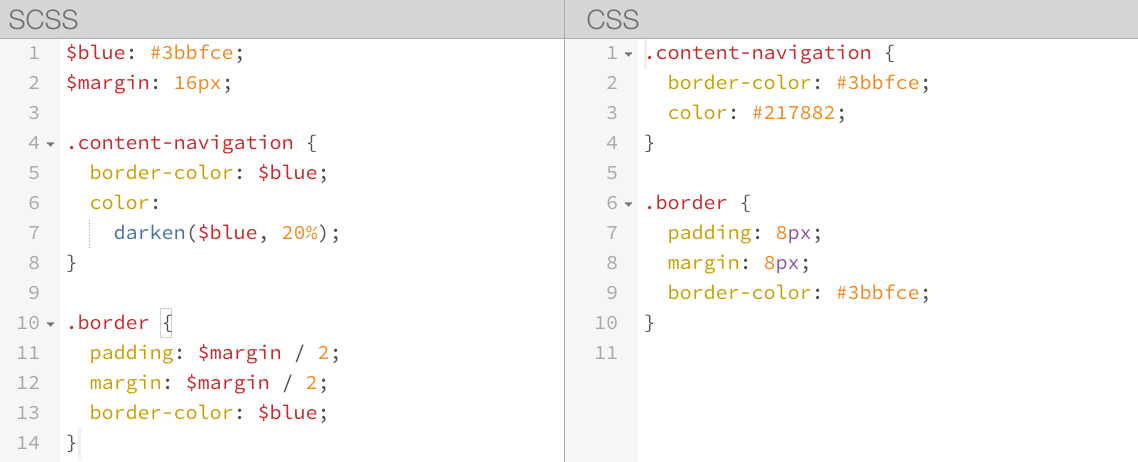 SCSS
1 $blue: #3bbfce;
2 $margin: 16px;
3
4 .content-navigation {
5   border-color: $blue;
6   color:
7     darken($blue, 20%);
8 }
9
10 .border {
11   padding: $margin / 2;
12   margin: $margin / 2;
13   border-color: $blue;
14 }
CSS
1 .content-navigation {
2   border-color: #3bbfce;
3   color: #217882;
4 }
5
6 .border {
7   padding: 8px;
8   margin: 8px;
9   border-color: #3bbfce;
10 }
11